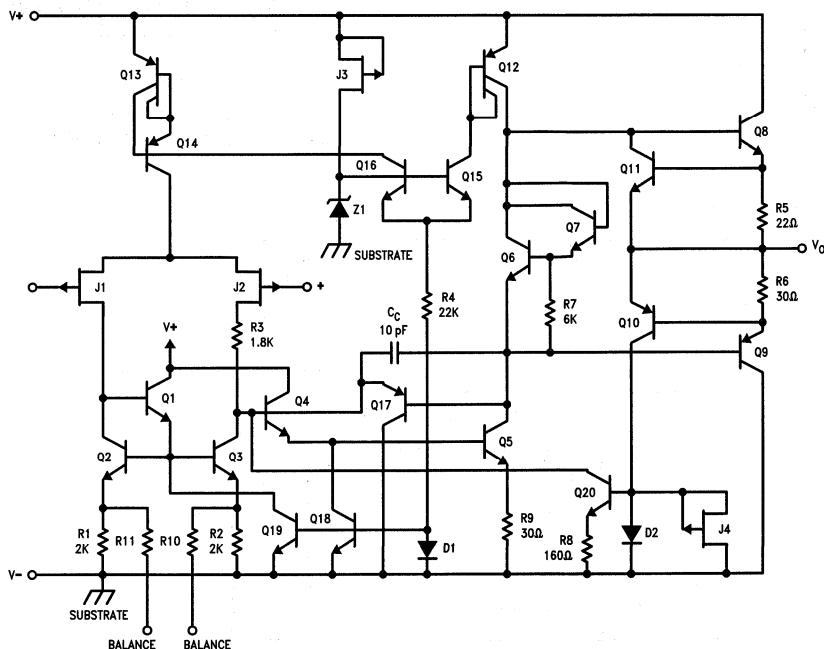 V+
Q13
J3
Q12
Q14
Q16
Q15
Q8
Q11
Z1
SUBSTRATE
Q7
R5
22Ω
VO
Q6
J1
J2
+
R4
22K
R7
6K
R6
30Ω
Q10
V+
R3
1.8K
CC
10 pF
Q9
Q1
Q4
Q17
Q5
Q2
Q3
Q20
R1
2K
R11
R10
R2
2K
Q19
Q18
D1
R9
30Ω
R8
160Ω
D2
J4
V-
SUBSTRATE
BALANCE
BALANCE